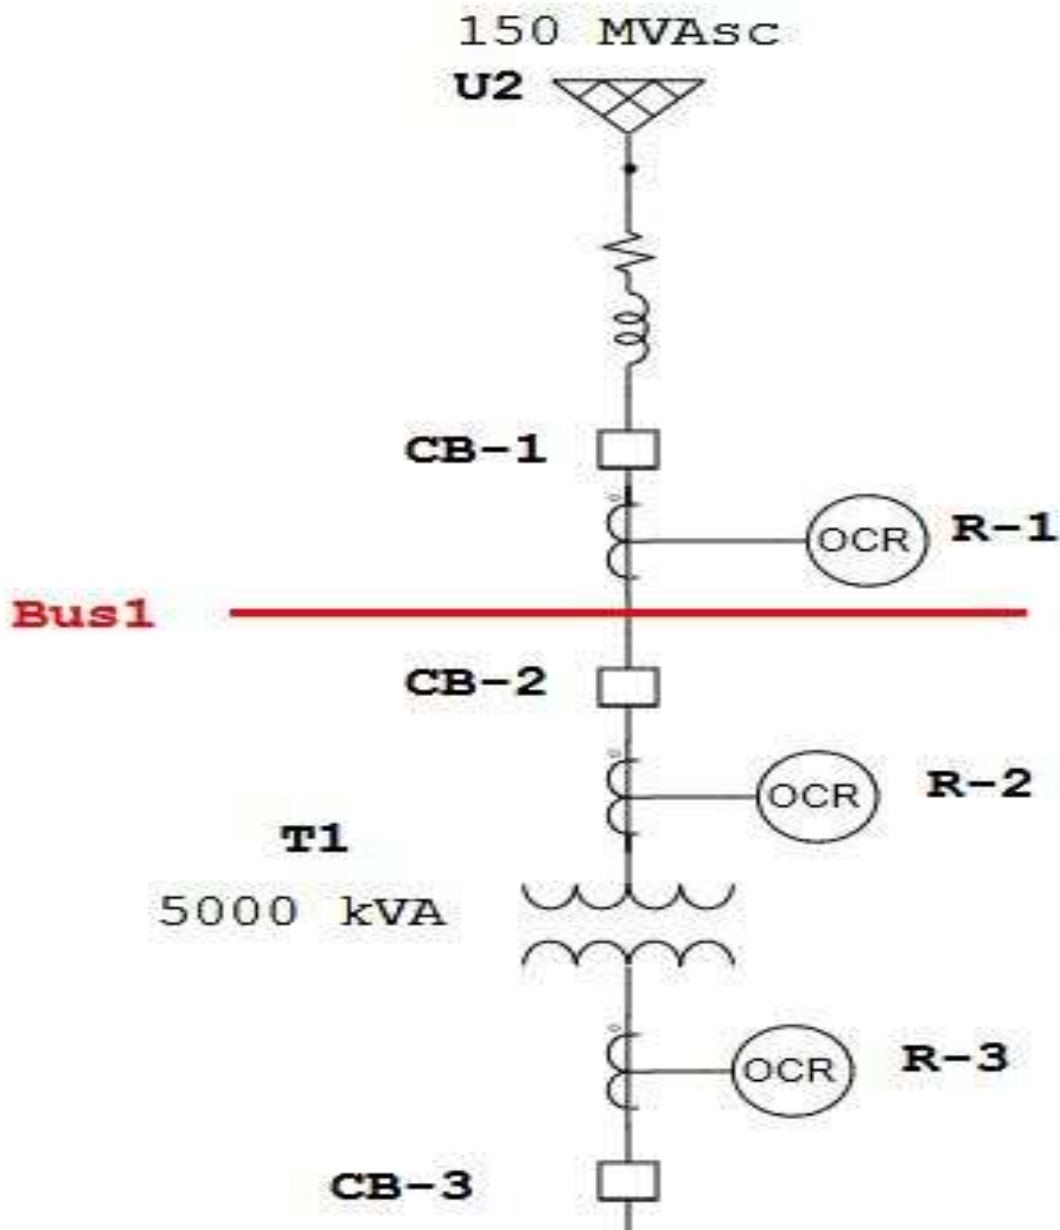 150 MVAsc
U2
CB-1
OCR
R-1
Bus1
CB-2
OCR
R-2
T1
5000 kVA
OCR
R-3
CB-3